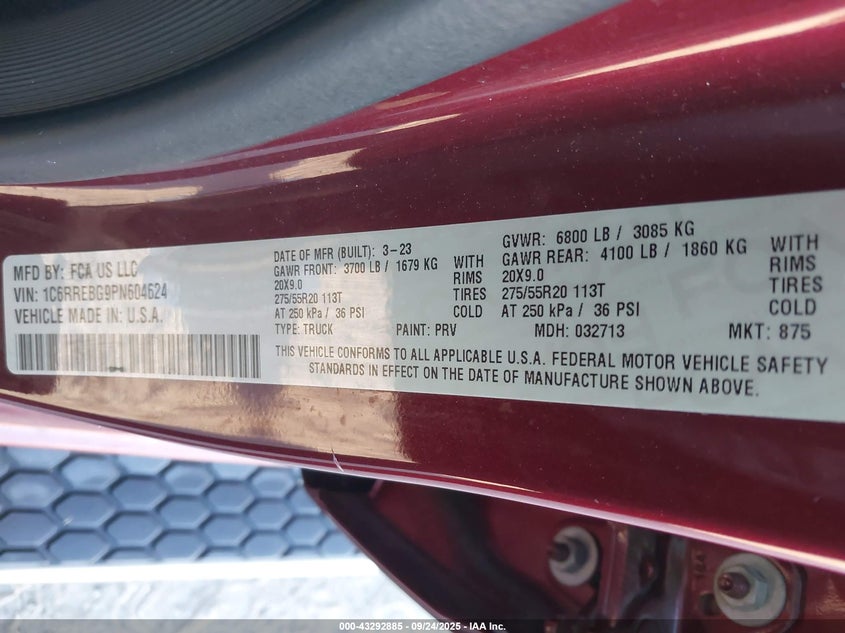 MFD BY: FCA US LLC
VIN: 1C6RREBG9PN604624
VEHICLE MADE IN: U.S.A.
DATE OF MFR (BUILT): 3-23
GAWR FRONT: 3700 LB / 1679 KG WITH
20X9.0 RIMS
275/55R20 113T TIRES
AT 250 kPa / 36 PSI COLD
TYPE: TRUCK PAINT: PRV
GVWR: 6800 LB / 3085 KG
GAWR REAR: 4100 LB / 1860 KG WITH
20X9.0 RIMS
275/55R20 113T TIRES
AT 250 kPa / 36 PSI COLD
MDH: 032713 MKT: 875
THIS VEHICLE CONFORMS TO ALL APPLICABLE U.S.A. FEDERAL MOTOR VEHICLE SAFETY
STANDARDS IN EFFECT ON THE DATE OF MANUFACTURE SHOWN ABOVE.
000-43292885 - 09/24/2025 - IAA Inc.